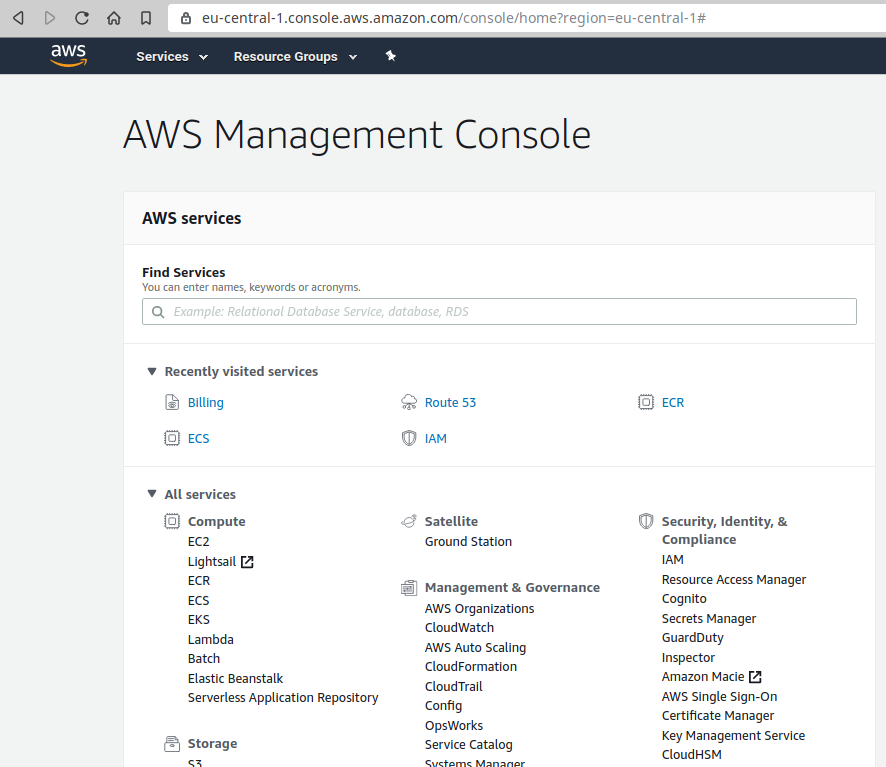 eu-central-1.console.aws.amazon.com/console/home?region=eu-central-1#
aws
Services
Resource Groups
AWS Management Console
AWS services
Find Services
You can enter names, keywords or acronyms.
Example: Relational Database Service, database, RDS
Recently visited services
Billing
Route 53
ECR
ECS
IAM
All services
Compute
EC2
Lightsail
ECR
ECS
EKS
Lambda
Batch
Elastic Beanstalk
Serverless Application Repository
Storage
S3
Satellite
Ground Station
Management & Governance
AWS Organizations
CloudWatch
AWS Auto Scaling
CloudFormation
CloudTrail
Config
OpsWorks
Service Catalog
Systems Manager
Security, Identity, &
Compliance
IAM
Resource Access Manager
Cognito
Secrets Manager
GuardDuty
Inspector
Amazon Macie
AWS Single Sign-On
Certificate Manager
Key Management Service
CloudHSM